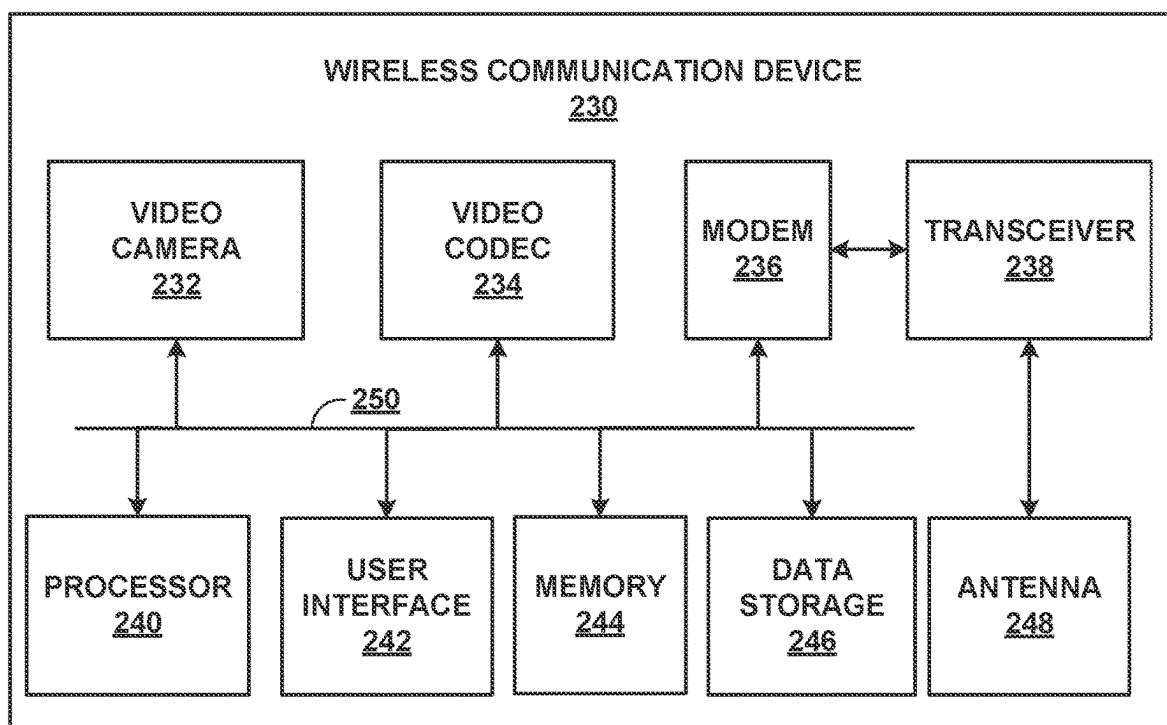 WIRELESS COMMUNICATION DEVICE
230
VIDEO
CAMERA
232
VIDEO
CODEC
234
MODEM
236
TRANSCEIVER
238
250
PROCESSOR
240
USER
INTERFACE
242
MEMORY
244
DATA
STORAGE
246
ANTENNA
248